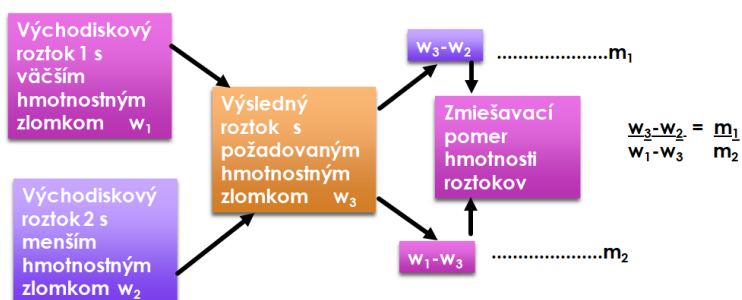 Východiskový
roztok 1 s
väčším
hmotnostným
zlomkom w₁
Východiskový
roztok 2 s
menším
hmotnostným
zlomkom w₂
Výsledný
roztok s
požadovaným
hmotnostným
zlomkom w₃
w₃-w₂ ......................m₁
Zmiešavací
pomer
hmotnosti
roztokov
w₁-w₃ ......................m₂
w₃-w₂ = m₁
w₁-w₃ m₂